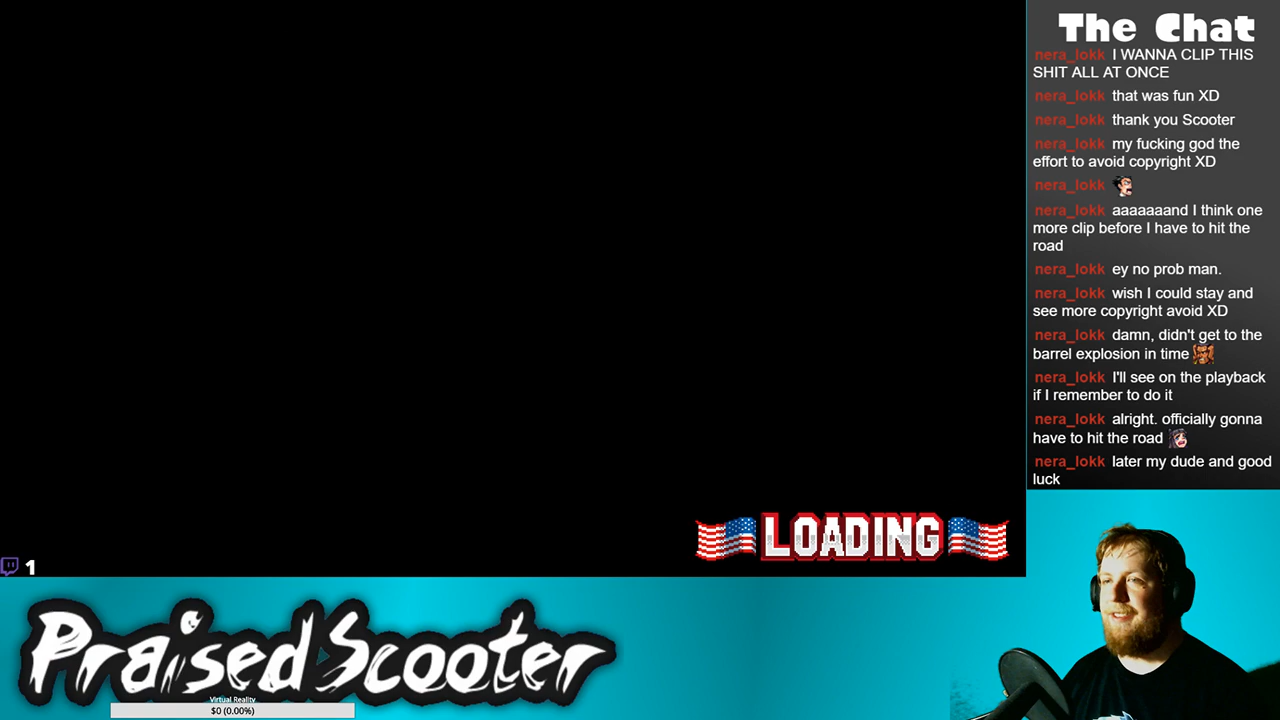 The Chat
nera_lokk I WANNA CLIP THIS
SHIT ALL AT ONCE
nera_lokk that was fun XD
nera_lokk thank you Scooter
nera_lokk my fucking god the
effort to avoid copyright XD
nera_lokk
nera_lokk aaaaaaand I think one
more clip before I have to hit the
road
nera_lokk ey no prob man.
nera_lokk wish I could stay and
see more copyright avoid XD
nera_lokk damn, didn't get to the
barrel explosion in time
nera_lokk I'll see on the playback
if I remember to do it
nera_lokk alright. officially gonna
have to hit the road
nera_lokk later my dude and good
luck
LOADING
1
PraisedScooter
Virtual Reality
$0 (0.00%)